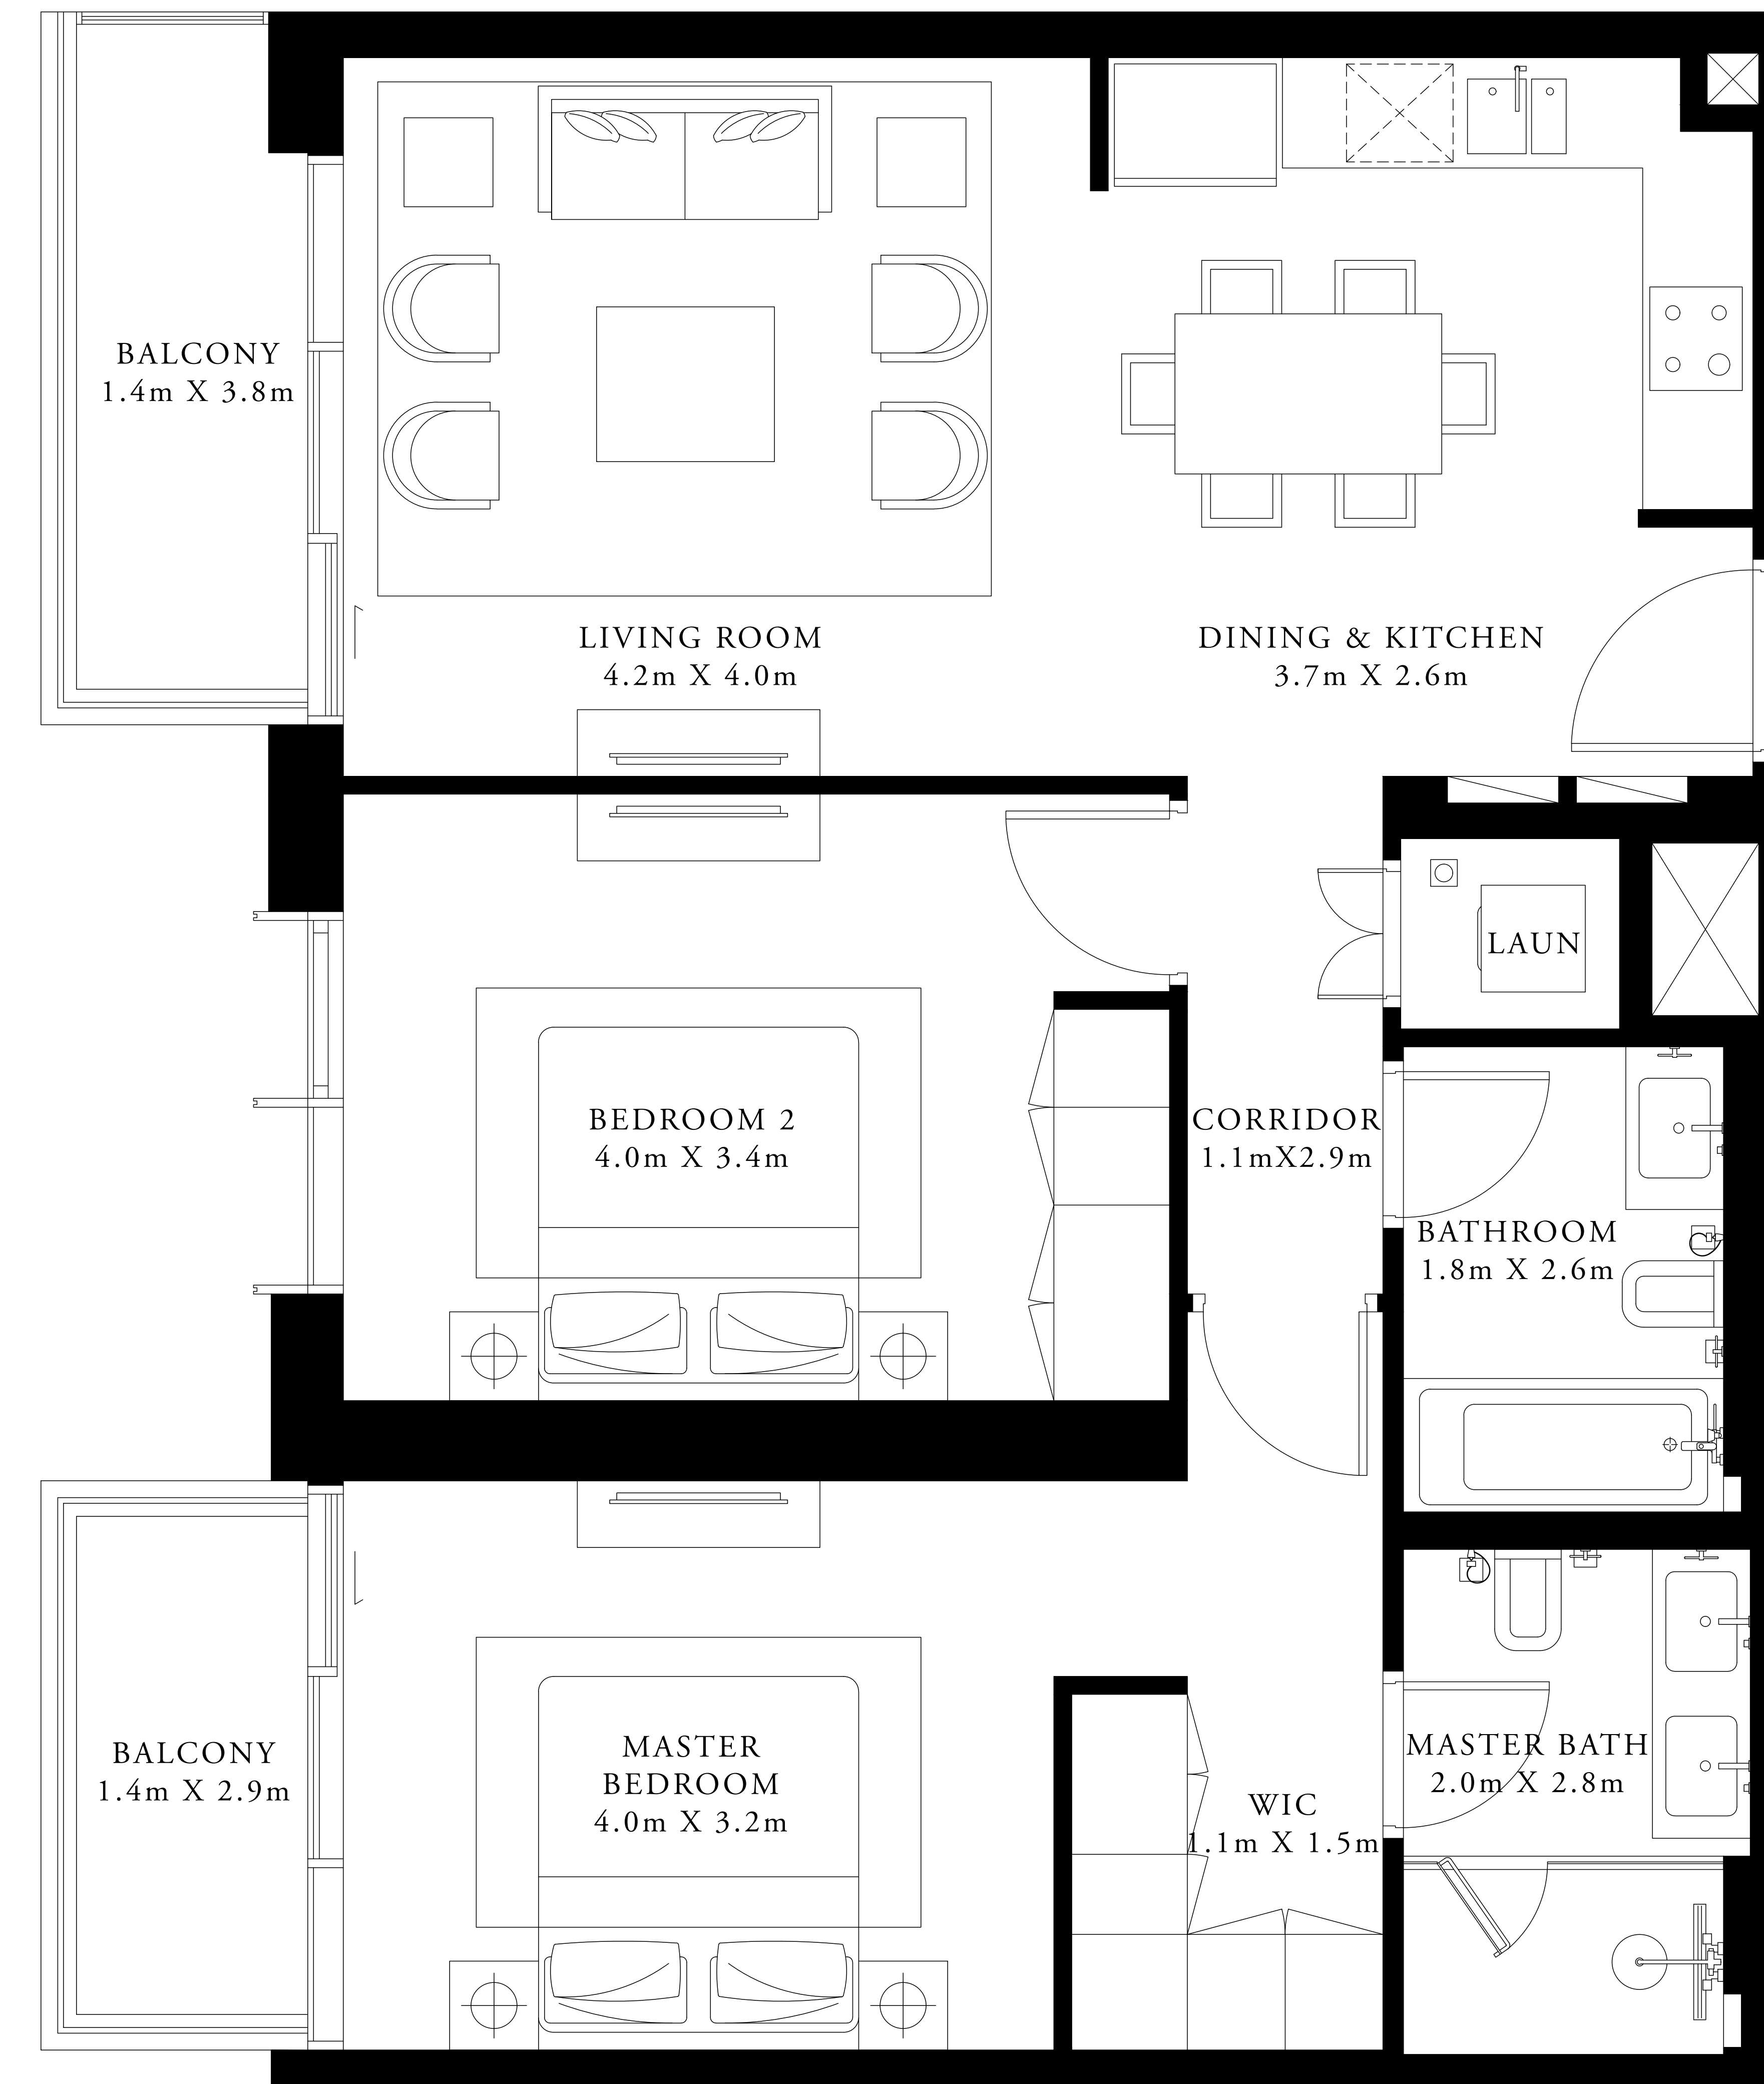 BALCONY
1.4m X 3.8m
LIVING ROOM
4.2m X 4.0m
DINING & KITCHEN
3.7m X 2.6m
LAUN
BEDROOM 2
4.0m X 3.4m
CORRIDOR
1.1mX2.9m
BATHROOM
1.8m X 2.6m
BALCONY
1.4m X 2.9m
MASTER
BEDROOM
4.0m X 3.2m
WIC
1.1m X 1.5m
MASTER BATH
2.0m X 2.8m